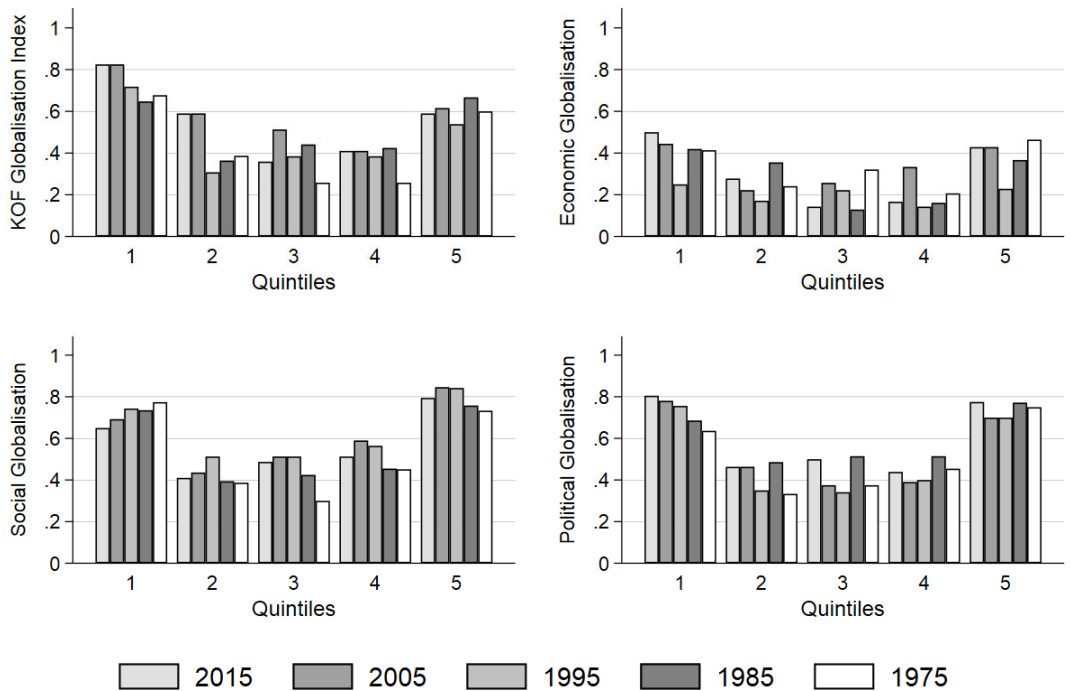 KOF Globalisation Index
1
.8
.6
.4
.2
0
1 2 3 4 5
Quintiles
Economic Globalisation
1
.8
.6
.4
.2
0
1 2 3 4 5
Quintiles
Social Globalisation
1
.8
.6
.4
.2
0
1 2 3 4 5
Quintiles
Political Globalisation
1
.8
.6
.4
.2
0
1 2 3 4 5
Quintiles
2015 2005 1995 1985 1975